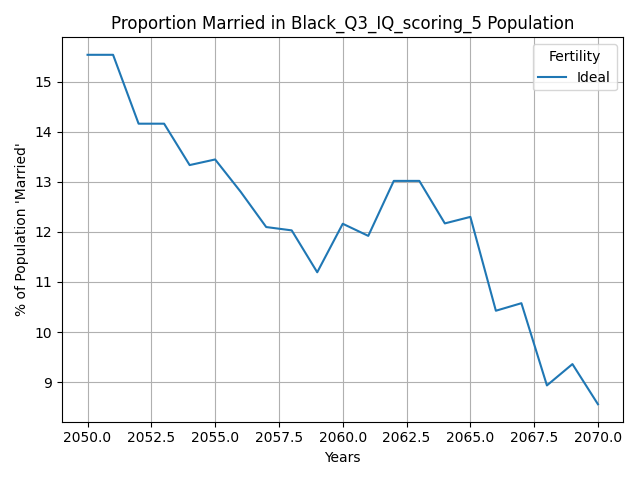 Proportion Married in Black_Q3_IQ_scoring_5 Population
Fertility
Ideal
% of Population 'Married'
15
14
13
12
11
10
9
2050.0 2052.5 2055.0 2057.5 2060.0 2062.5 2065.0 2067.5 2070.0
Years